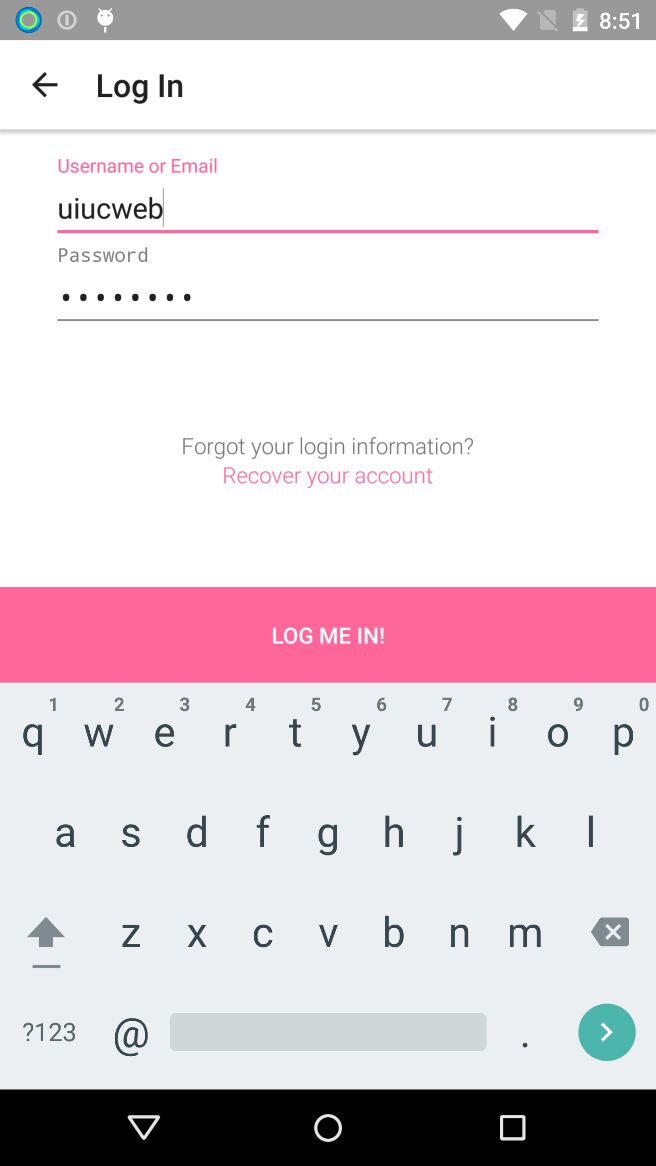 8:51
Log In
Username or Email
uiucweb
Password
••••••••
Forgot your login information?
Recover your account
LOG ME IN!
1 2 3 4 5 6 7 8 9 0
q w e r t y u i o p
a s d f g h j k l
z x c v b n m
?123 @ .